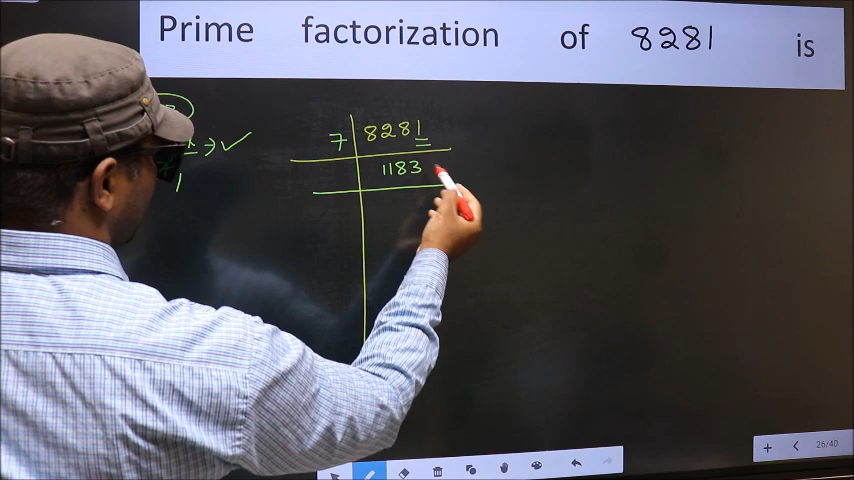 Prime factorization of 8281 is
7 8281
1183
26/40